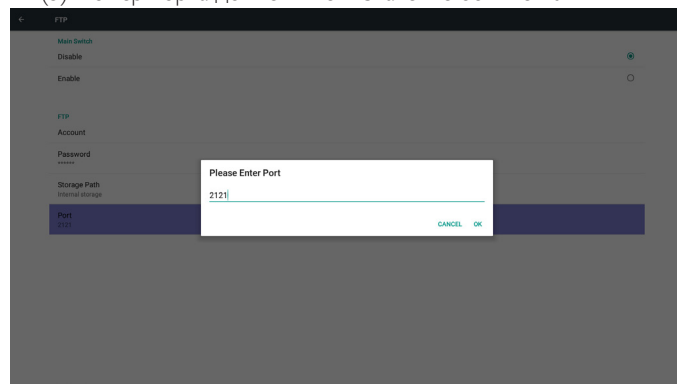 FTP
Main Switch
Disable
Enable
FTP
Account
Password
******
Storage Path
Internal storage
Port
2121
Please Enter Port
2121
CANCEL OK